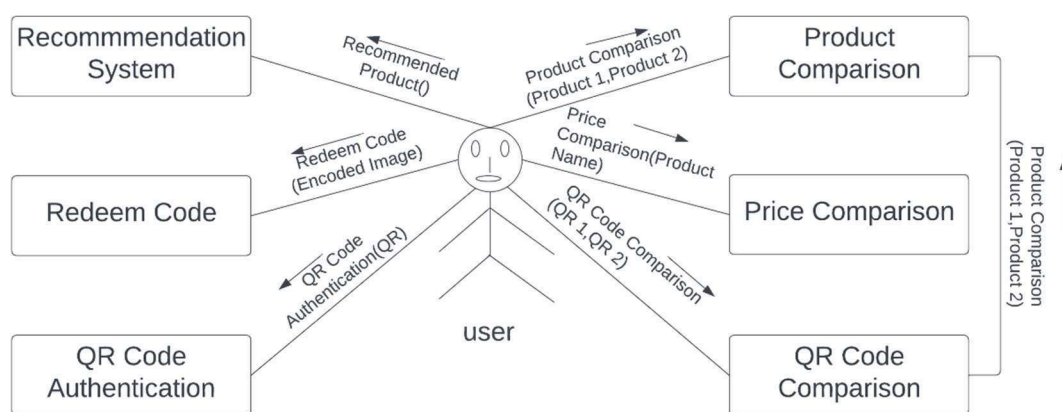 Recommmendation
System
Recommended
Product()
Product Comparison
(Product 1,Product 2)
Product
Comparison
Redeem Code
(Encoded Image)
Price
Comparison(Product
Name)
Redeem Code
Price Comparison
Product Comparison
(Product 1,Product 2)
QR Code
Authentication(QR)
QR Code Comparison
(QR 1,QR 2)
user
QR Code
Authentication
QR Code
Comparison